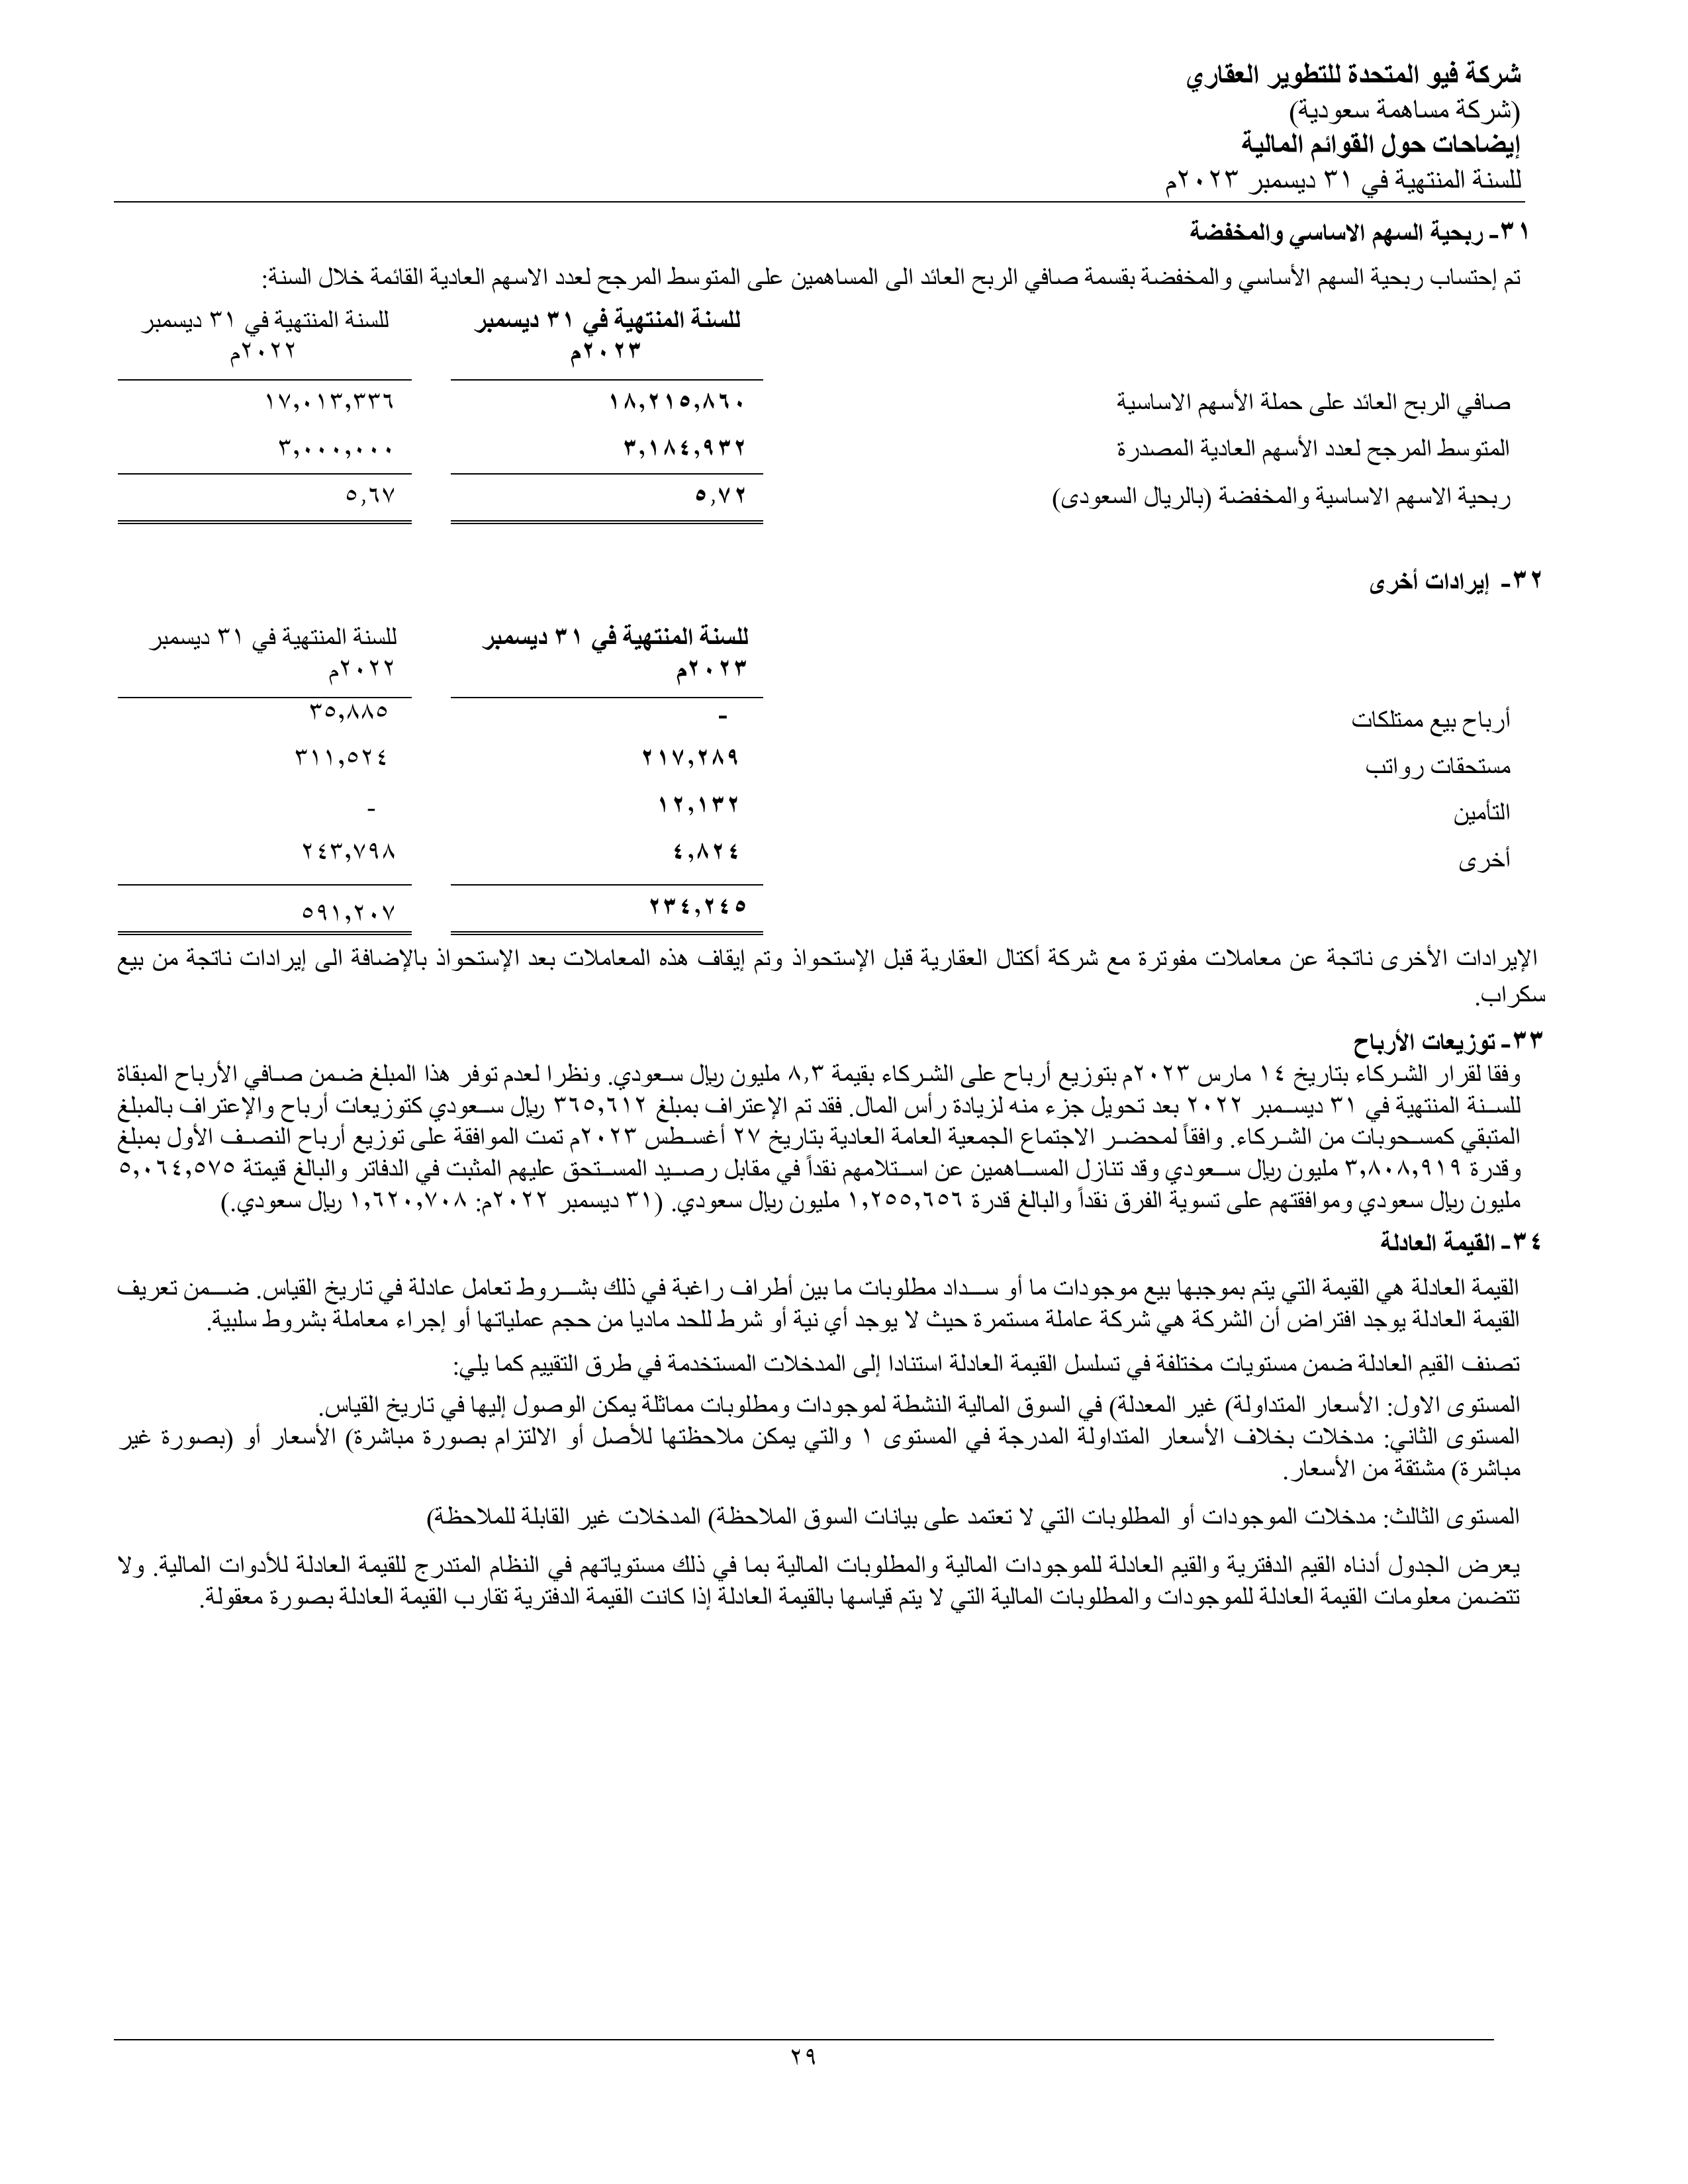 شركة فيو المتحدة للتطوير العقاري
(شركة مساهمة سعودية)
إيضاحات حول القوائم المالية
للسنة المنتهية في ٣١ ديسمبر ٢٠٢٣م
٣١- ربحية السهم الاساسي والمخفضة
تم إحتساب ربحية السهم الأساسي والمخفضة بقسمة صافي الربح العائد الى المساهمين على المتوسط المرجح لعدد الاسهم العادية القائمة خلال السنة:
للسنة المنتهية في ٣١ ديسمبر للسنة المنتهية في ٣١ ديسمبر
٢٠٢٣م ٢٠٢٢م
صافي الربح العائد على حملة الأسهم الاساسية ١٨,٢١٥,٨٦٠ ١٧,٠١٣,٣٣٦
المتوسط المرجح لعدد الأسهم العادية المصدرة ٣,١٨٤,٩٣٢ ٣,٠٠٠,٠٠٠
ربحية الاسهم الاساسية والمخفضة (بالريال السعودى) ٥,٧٢ ٥,٦٧
٣٢- إيرادات أخرى
للسنة المنتهية في ٣١ ديسمبر للسنة المنتهية في ٣١ ديسمبر
٢٠٢٣م ٢٠٢٢م
أرباح بيع ممتلكات - ٣٥,٨٨٥
مستحقات رواتب ٢١٧,٢٨٩ ٣١١,٥٢٤
التأمين ١٢,١٣٢ -
أخرى ٤,٨٢٤ ٢٤٣,٧٩٨
٢٣٤,٢٤٥ ٥٩١,٢٠٧
الإيرادات الأخرى ناتجة عن معاملات مفوترة مع شركة أكتال العقارية قبل الإستحواذ وتم إيقاف هذه المعاملات بعد الإستحواذ بالإضافة الى إيرادات ناتجة من بيع
سكراب.
٣٣- توزيعات الأرباح
وفقا لقرار الشركاء بتاريخ ١٤ مارس ٢٠٢٣م بتوزيع أرباح على الشركاء بقيمة ٨,٣ مليون ريال سعودي. ونظرا لعدم توفر هذا المبلغ ضمن صافي الأرباح المبقاة
للسنة المنتهية في ٣١ ديسمبر ٢٠٢٢ بعد تحويل جزء منه لزيادة رأس المال. فقد تم الإعتراف بمبلغ ٣٦٥,٦١٢ ريال سعودي كتوزيعات أرباح والإعتراف بالمبلغ
المتبقي كمسحوبات من الشركاء. وافقاً لمحضر الاجتماع الجمعية العامة العادية بتاريخ ٢٧ أغسطس ٢٠٢٣م تمت الموافقة على توزيع أرباح النصف الأول بمبلغ
وقدرة ٣,٨٠٨,٩١٩ مليون ريال سعودي وقد تنازل المساهمين عن استلامهم نقداً في مقابل رصيد المستحق عليهم المثبت في الدفاتر والبالغ قيمتة ٥,٠٦٤,٥٧٥
مليون ريال سعودي وموافقتهم على تسوية الفرق نقداً والبالغ قدرة ١,٢٥٥,٦٥٦ مليون ريال سعودي. (٣١ ديسمبر ٢٠٢٢م: ١,٦٢٠,٧٠٨ ريال سعودي.)
٣٤- القيمة العادلة
القيمة العادلة هي القيمة التي يتم بموجبها بيع موجودات ما أو سداد مطلوبات ما بين أطراف راغبة في ذلك بشروط تعامل عادلة في تاريخ القياس. ضمن تعريف
القيمة العادلة يوجد افتراض أن الشركة هي شركة عاملة مستمرة حيث لا يوجد أي نية أو شرط للحد ماديا من حجم عملياتها أو إجراء معاملة بشروط سلبية.
تصنف القيم العادلة ضمن مستويات مختلفة في تسلسل القيمة العادلة استنادا إلى المدخلات المستخدمة في طرق التقييم كما يلي:
المستوى الاول: الأسعار المتداولة) غير المعدلة) في السوق المالية النشطة لموجودات ومطلوبات مماثلة يمكن الوصول إليها في تاريخ القياس.
المستوى الثاني: مدخلات بخلاف الأسعار المتداولة المدرجة في المستوى ١ والتي يمكن ملاحظتها للأصل أو الالتزام بصورة مباشرة) الأسعار أو (بصورة غير
مباشرة) مشتقة من الأسعار.
المستوى الثالث: مدخلات الموجودات أو المطلوبات التي لا تعتمد على بيانات السوق الملاحظة) المدخلات غير القابلة للملاحظة)
يعرض الجدول أدناه القيم الدفترية والقيم العادلة للموجودات المالية والمطلوبات المالية بما في ذلك مستوياتهم في النظام المتدرج للقيمة العادلة للأدوات المالية. ولا
تتضمن معلومات القيمة العادلة للموجودات والمطلوبات المالية التي لا يتم قياسها بالقيمة العادلة إذا كانت القيمة الدفترية تقارب القيمة العادلة بصورة معقولة.
٢٩